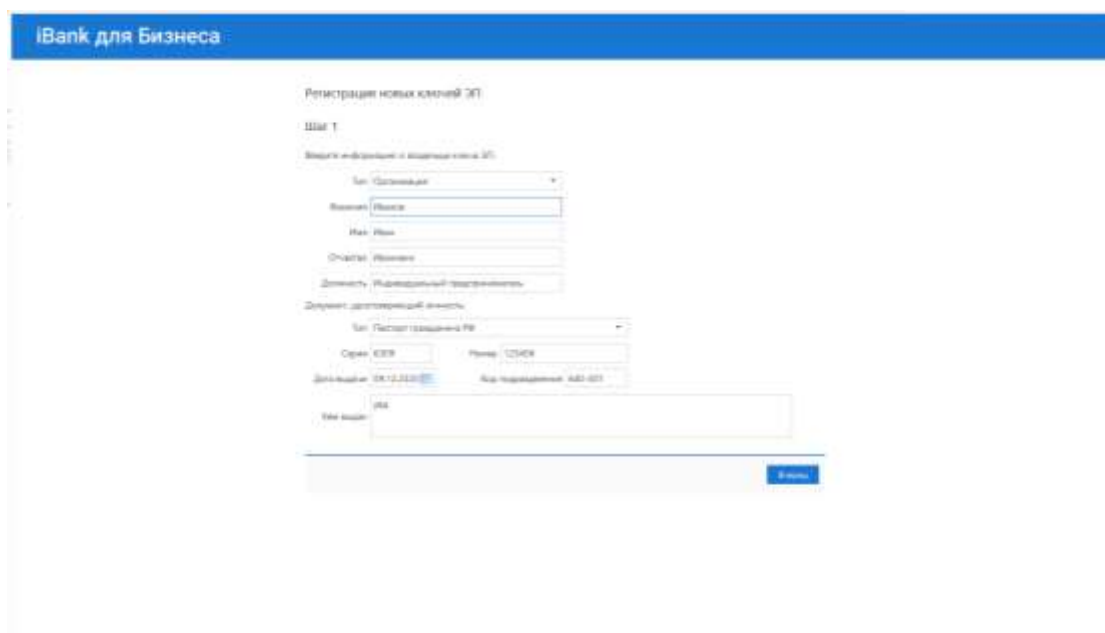 iBank для Бизнеса
Регистрация новых ключей ЭП
Шаг 1
Введите информацию о владельце ключа ЭП
Тип Организация
Фамилия Иванов
Имя Иван
Отчество Иванович
Должность Индивидуальный предприниматель
Документ, удостоверяющий личность
Тип Паспорт гражданина РФ
Серия Номер 123456
Дата выдачи Код подразделения
Кем выдан
Вперед